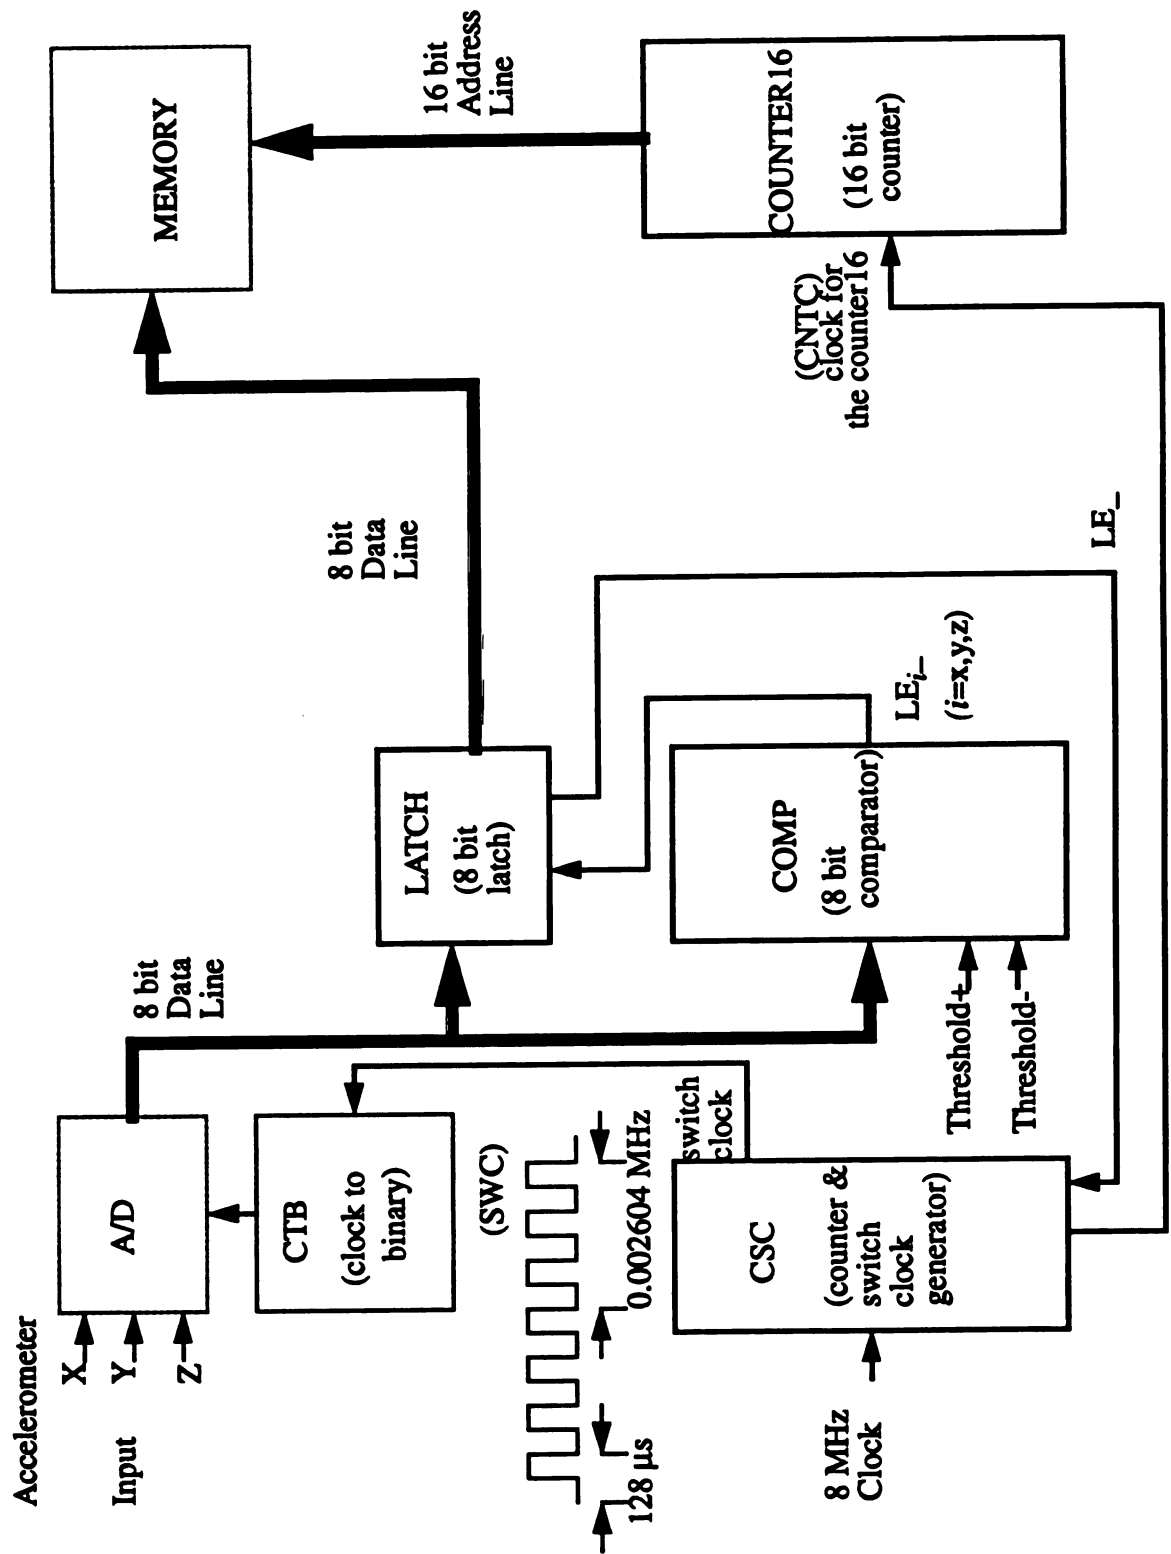 Accelerometer
Input
X
Y
Z
A/D
8 bit
Data
Line
CTB
(clock to
binary)
LATCH
(8 bit
latch)
8 bit
Data
Line
MEMORY
16 bit
Address
Line
(SWC)
128 µs
0.002604 MHz
switch
clock
8 MHz
Clock
CSC
(counter &
switch
clock
generator)
Threshold+
Threshold-
COMP
(8 bit
comparator)
LEi_
(i=x,y,z)
LE_
(CNTC)
clock for
the counter16
COUNTER16
(16 bit
counter)